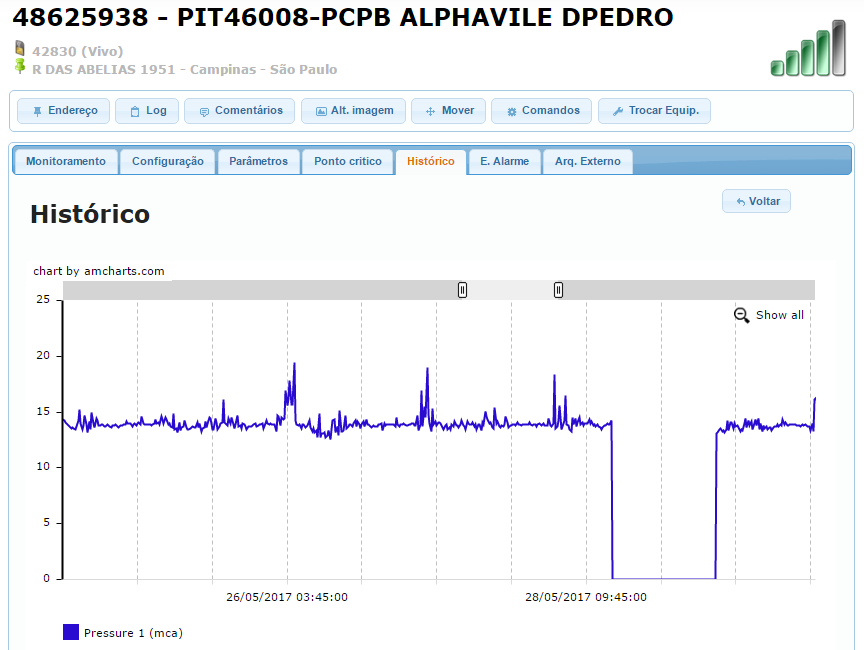 48625938 - PIT46008-PCPB ALPHAVILE DPEDRO
42830 (Vivo)
R DAS ABELIAS 1951 - Campinas - São Paulo
Endereço Log Comentários Alt. imagem Mover Comandos Trocar Equip.
Monitoramento Configuração Parâmetros Ponto critico Histórico E. Alarme Arq. Externo
Voltar
Histórico
chart by amcharts.com
25
Show all
20
15
10
5
0
26/05/2017 03:45:00 28/05/2017 09:45:00
Pressure 1 (mca)